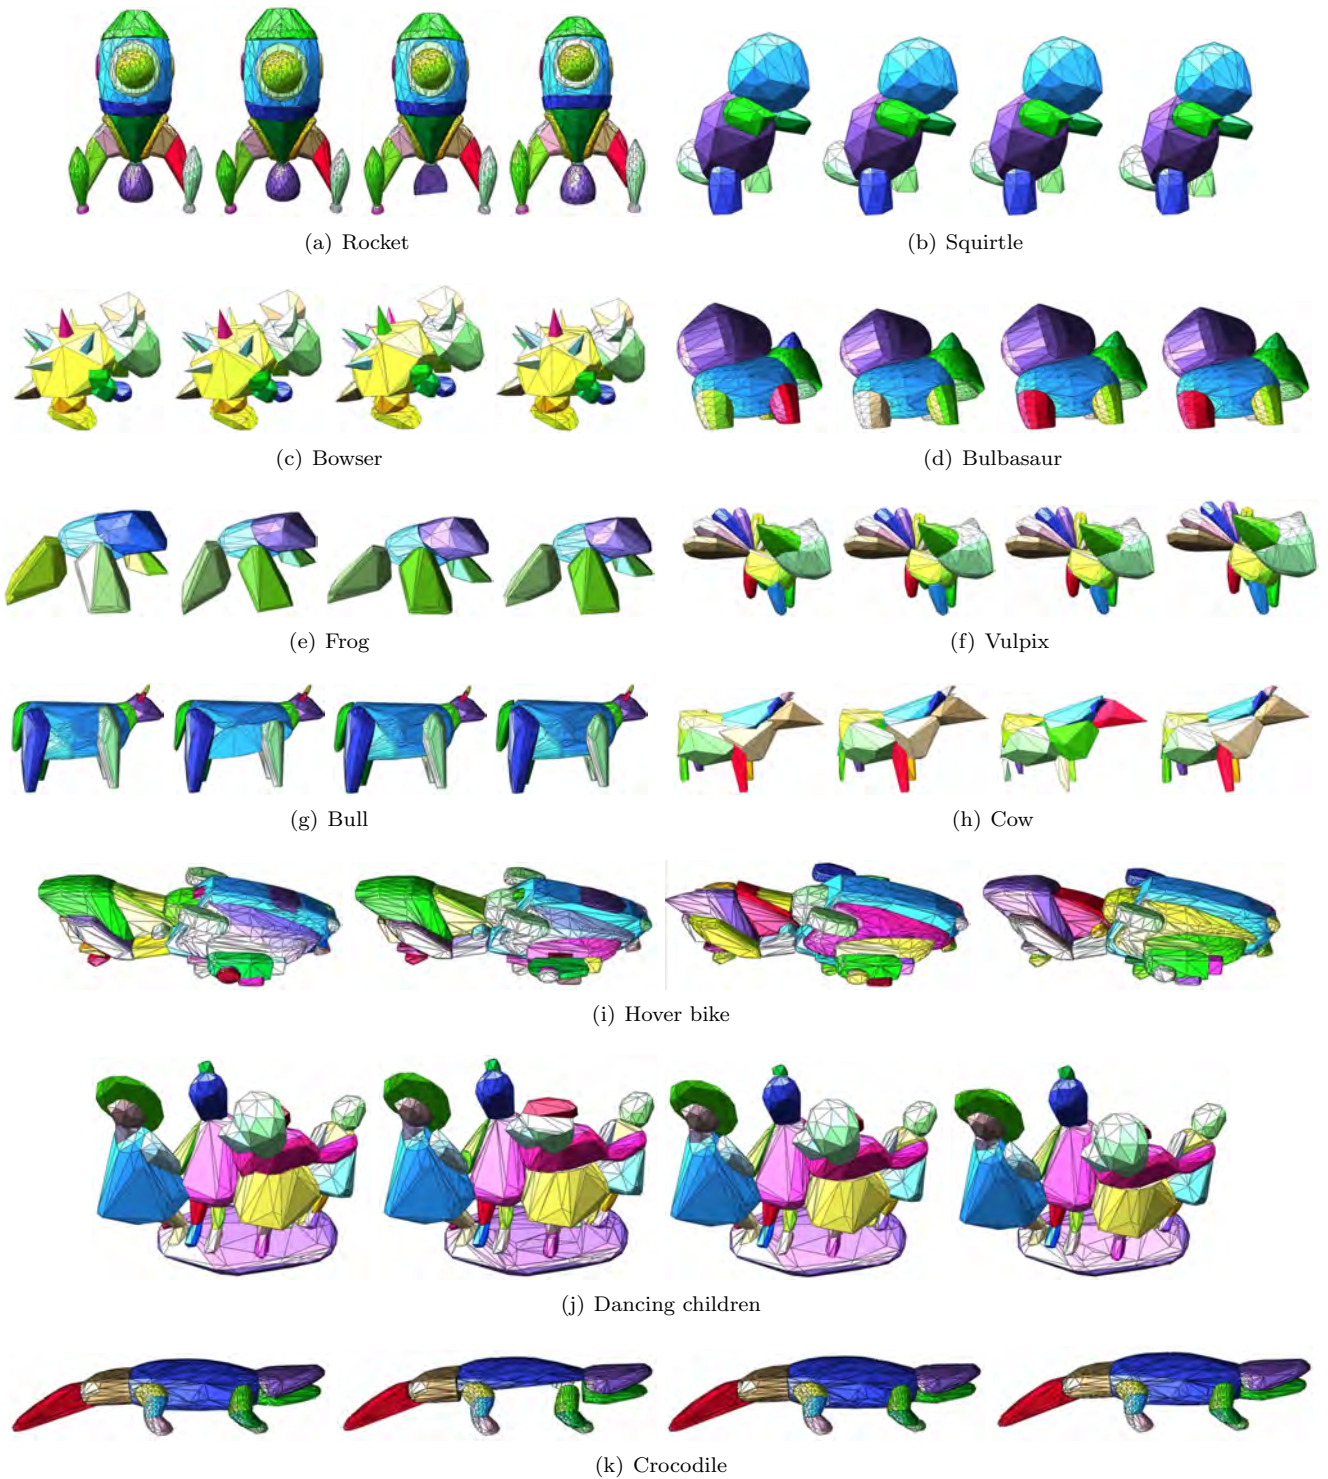 (a) Rocket
(b) Squirtle
(c) Bowser
(d) Bulbasaur
(e) Frog
(f) Vulpix
(g) Bull
(h) Cow
(i) Hover bike
(j) Dancing children
(k) Crocodile